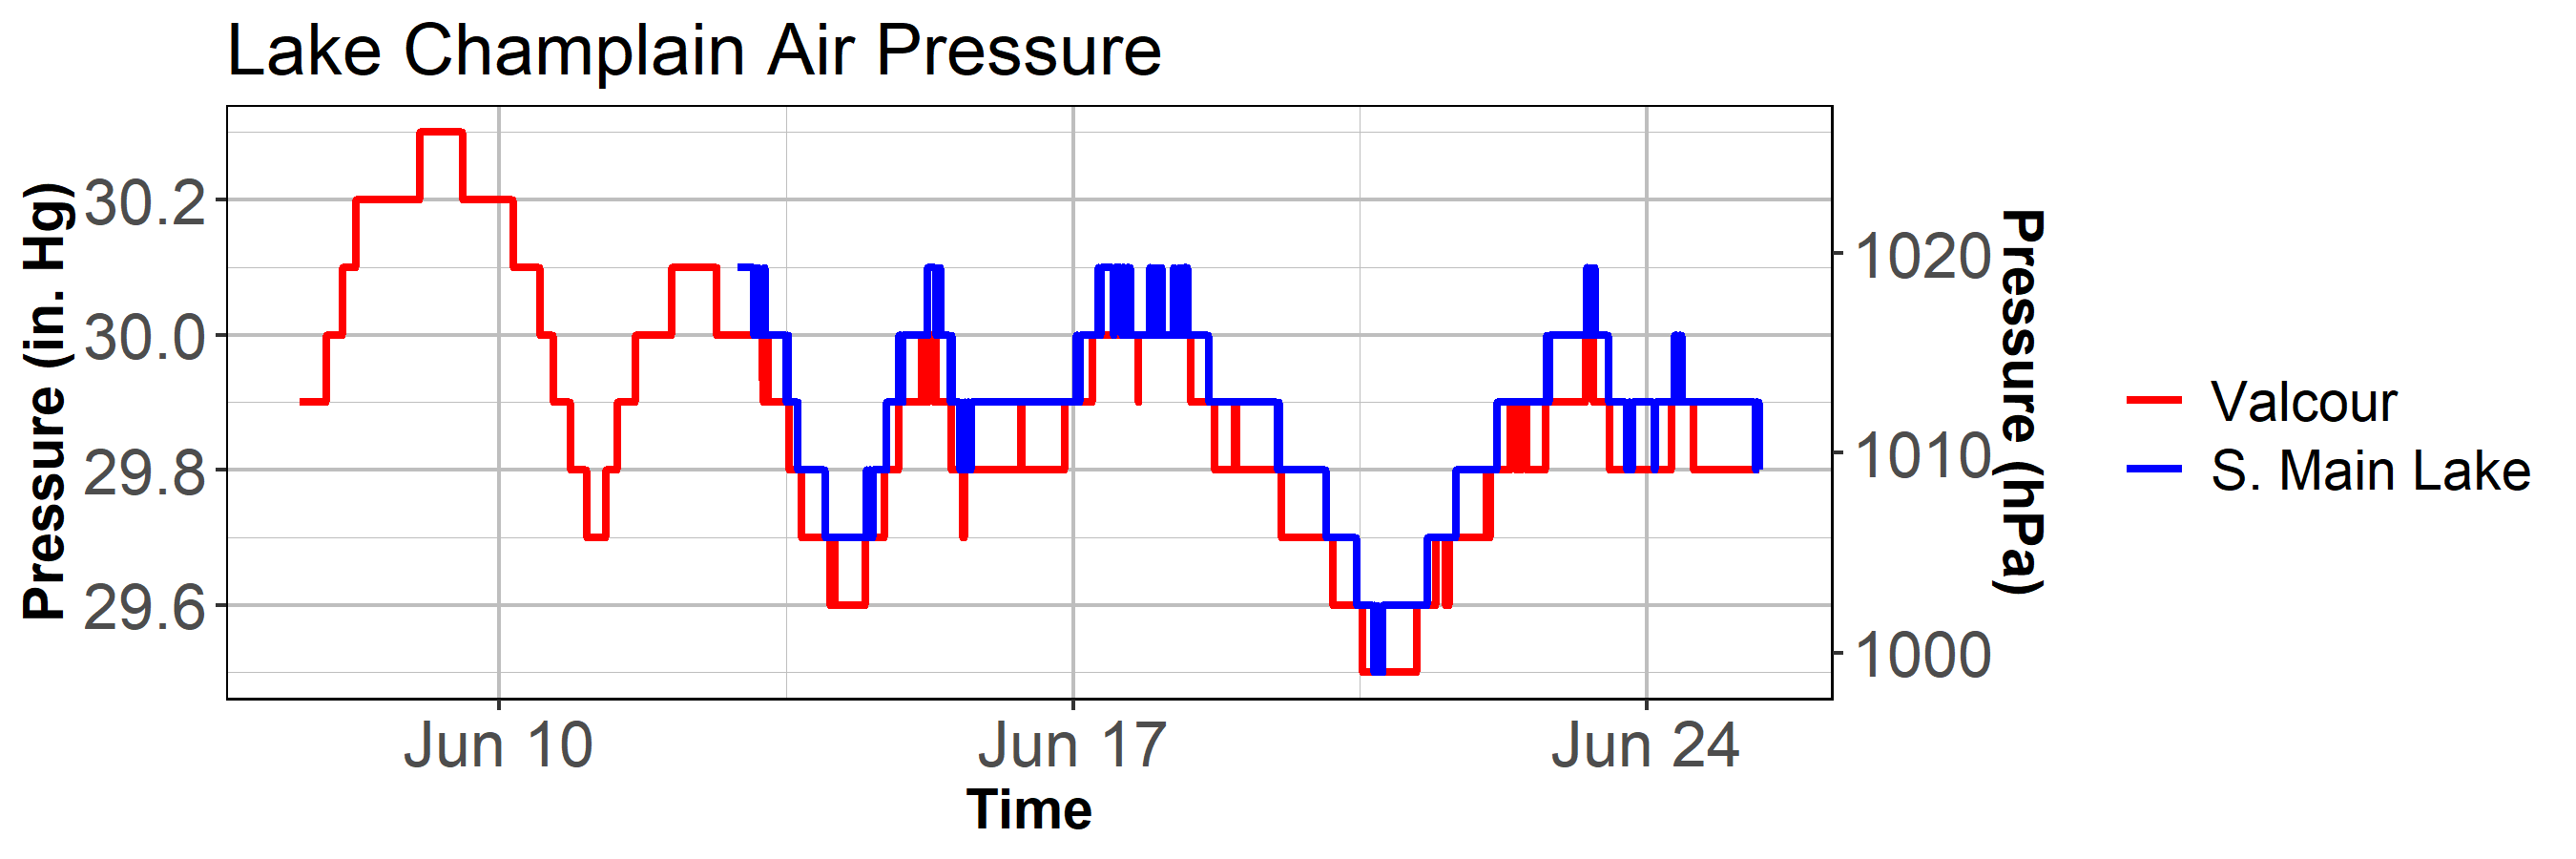 Lake Champlain Air Pressure
Pressure (in. Hg)
30.2
30.0
29.8
29.6
1020
1010
1000
Pressure (hPa)
Jun 10
Jun 17
Jun 24
Time
Valcour
S. Main Lake